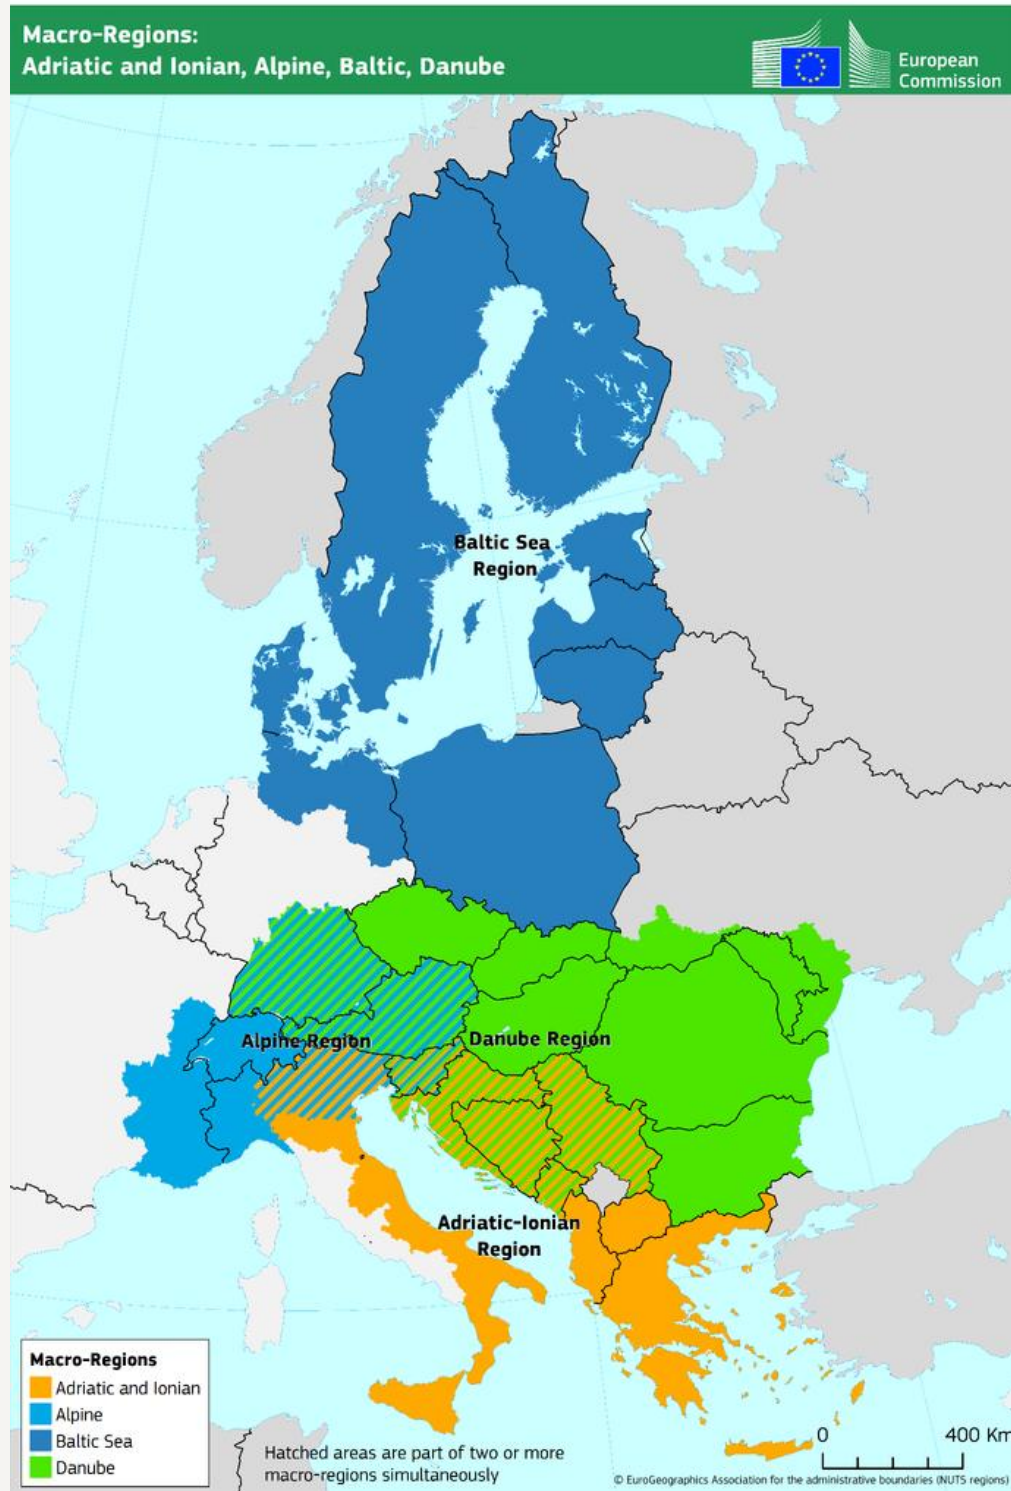 Macro-Regions:
Adriatic and Ionian, Alpine, Baltic, Danube
European
Commission
Baltic Sea
Region
Alpine Region
Danube Region
Adriatic-Ionian
Region
Macro-Regions
Adriatic and Ionian
Alpine
Baltic Sea
Danube
Hatched areas are part of two or more
macro-regions simultaneously
0 400 Km
© EuroGeographics Association for the administrative boundaries (NUTS regions)